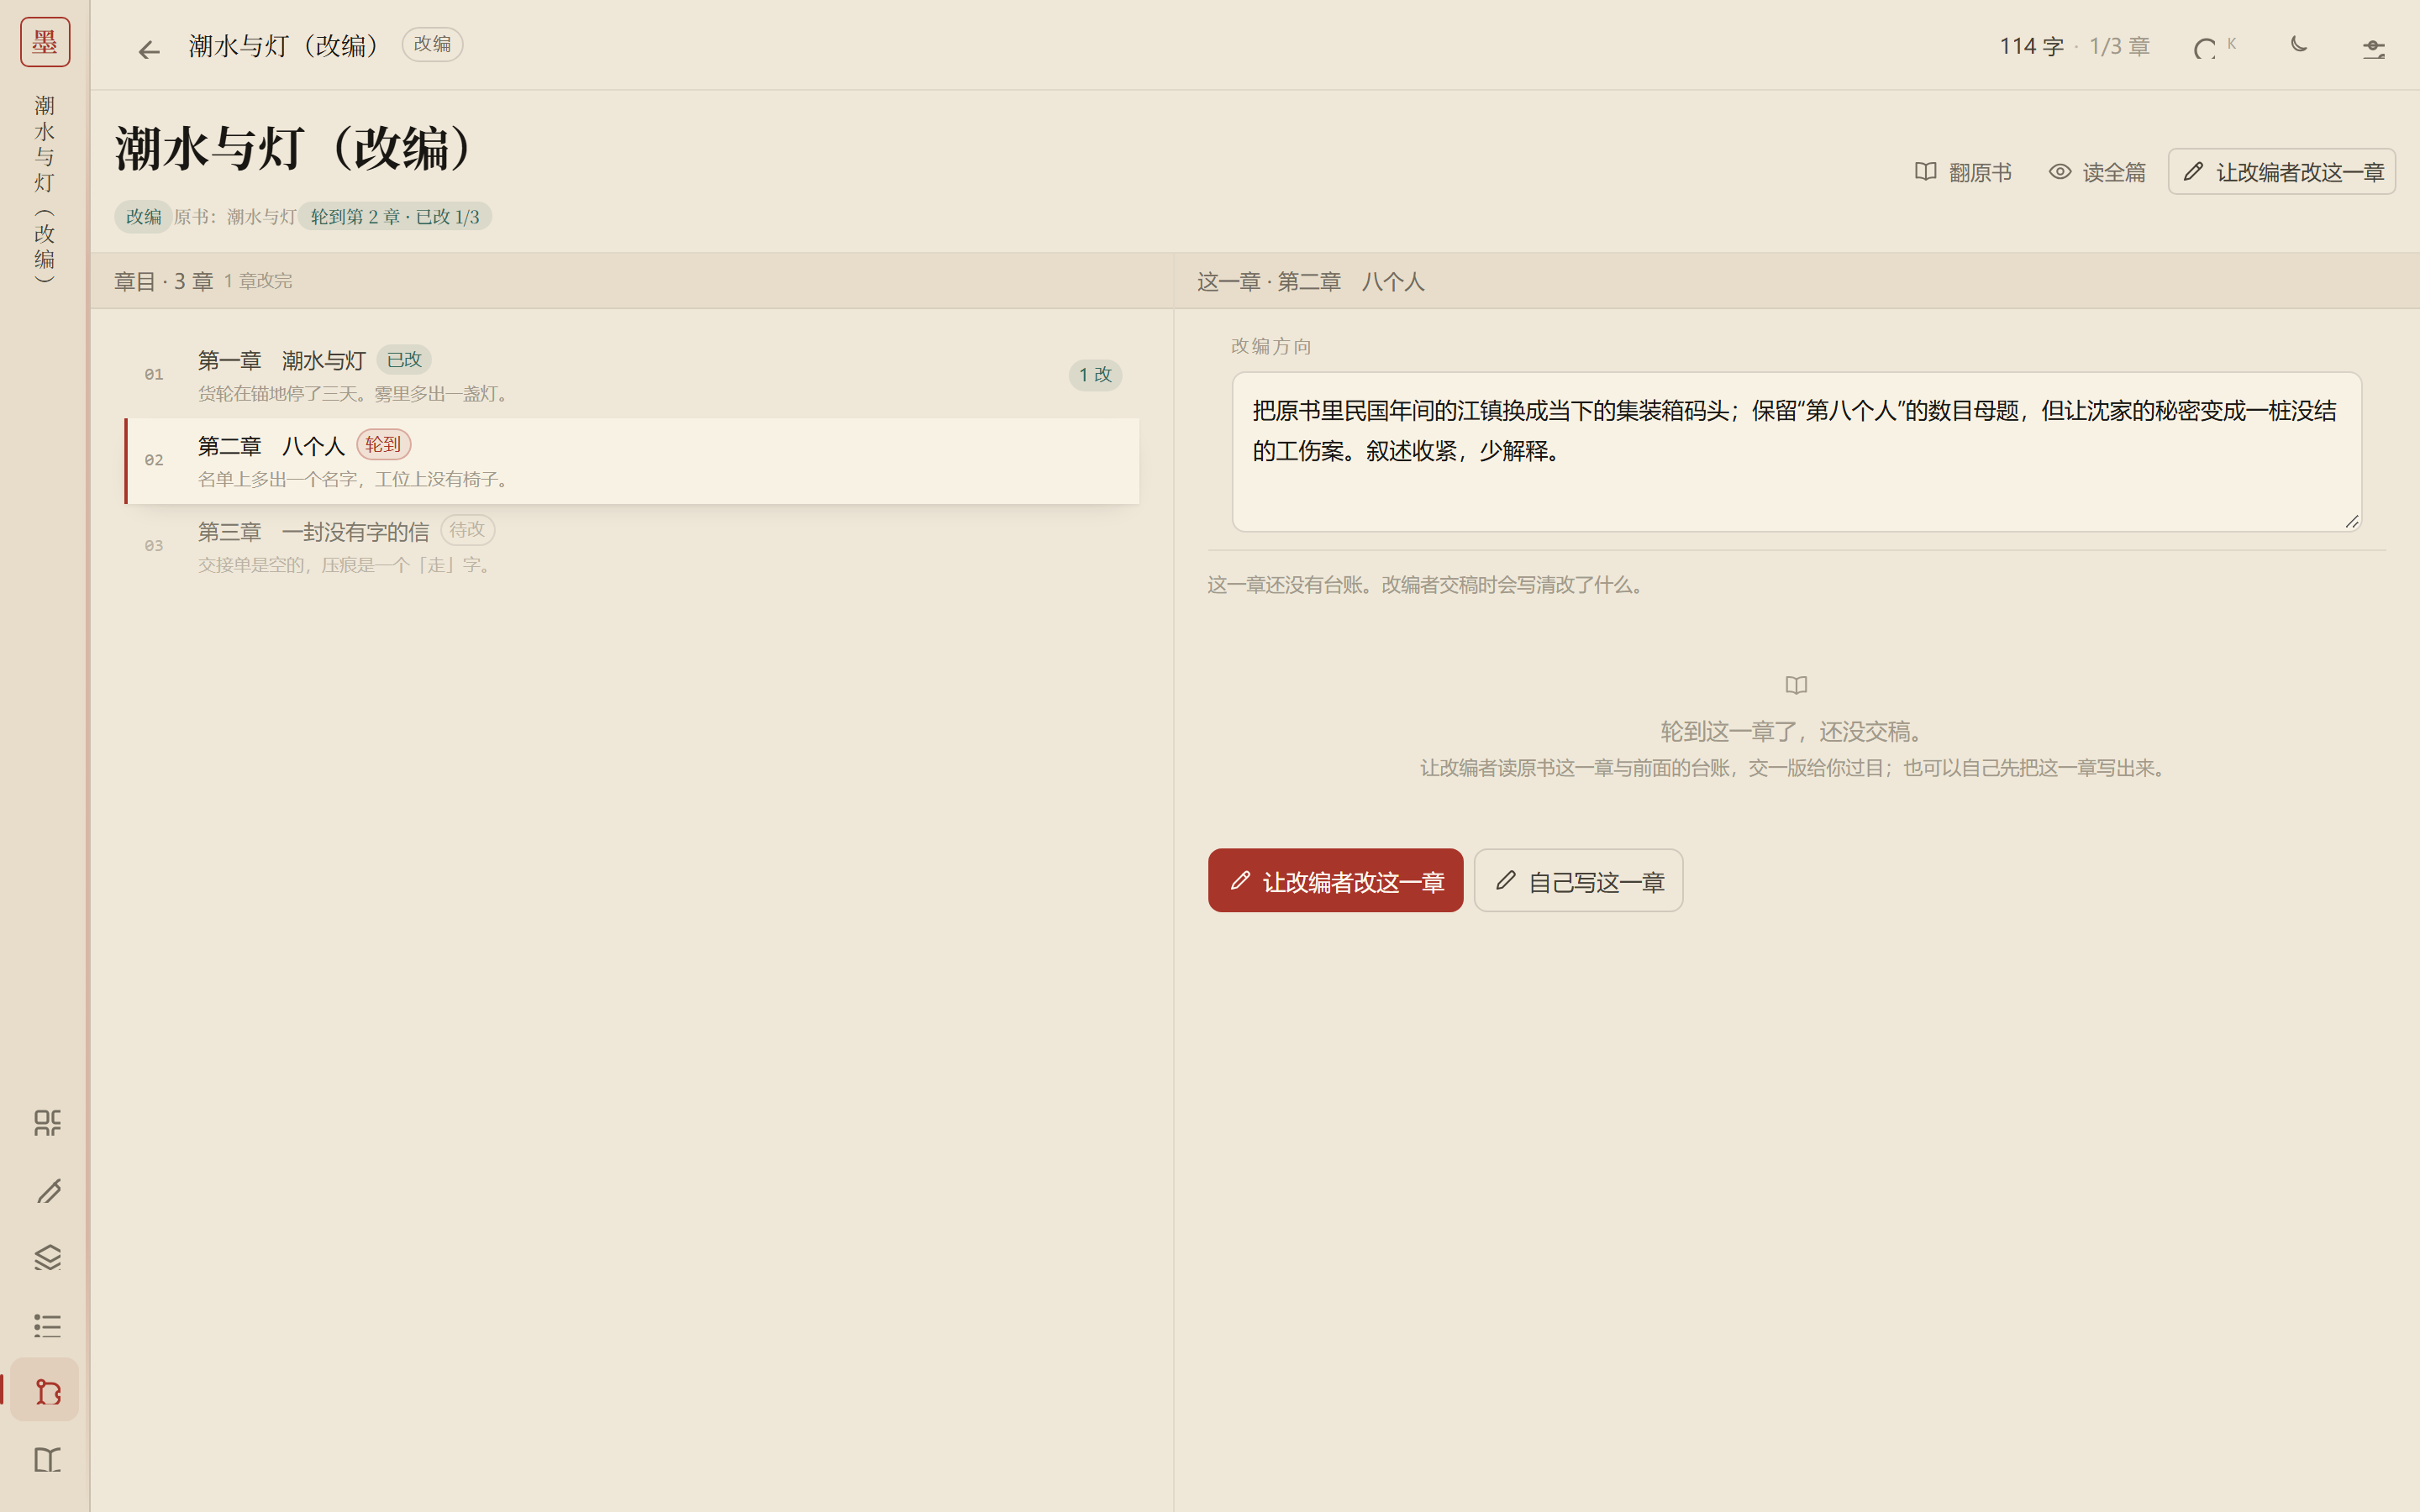 墨
潮水与灯（改编）
潮水与灯（改编） 改编
114 字 · 1/3 章
K
潮水与灯（改编）
改编 原书：潮水与灯 轮到第 2 章 · 已改 1/3
翻原书
读全篇
让改编者改这一章
章目 · 3 章 1 章改完
01
第一章　潮水与灯 已改
货轮在锚地停了三天。雾里多出一盏灯。
1 改
02
第二章　八个人 轮到
名单上多出一个名字，工位上没有椅子。
03
第三章　一封没有字的信 待改
交接单是空的，压痕是一个「走」字。
这一章 · 第二章　八个人
改编方向
把原书里民国年间的江镇换成当下的集装箱码头；保留“第八个人”的数目母题，但让沈家的秘密变成一桩没结
的工伤案。叙述收紧，少解释。
这一章还没有台账。改编者交稿时会写清改了什么。
轮到这一章了，还没交稿。
让改编者读原书这一章与前面的台账，交一版给你过目；也可以自己先把这一章写出来。
让改编者改这一章
自己写这一章